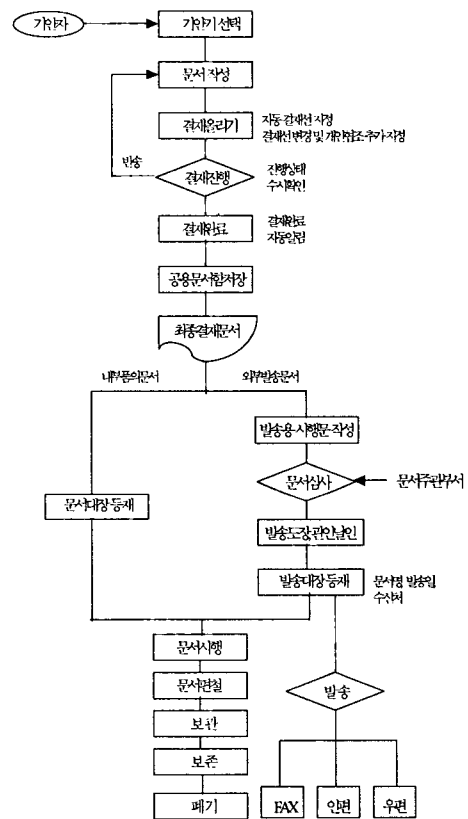 기안자
기안기 선택
문서 작성
결재올리기
자동 결재선 지정
결재선 변경 및 개인협조 추가 지정
반송
결재진행
진행상태
수시확인
결재완료
결재완료
자동알림
공용문서함저장
최종결재문서
내부품의문서
외부발송문서
발송용 시행문 작성
문서심사
문서주관부서
문서대장 등재
발송도장,관인날인
발송대장 등재
문서명 발송일
수신처
문서시행
문서편철
발송
보관
보존
폐기
FAX
인편
우편